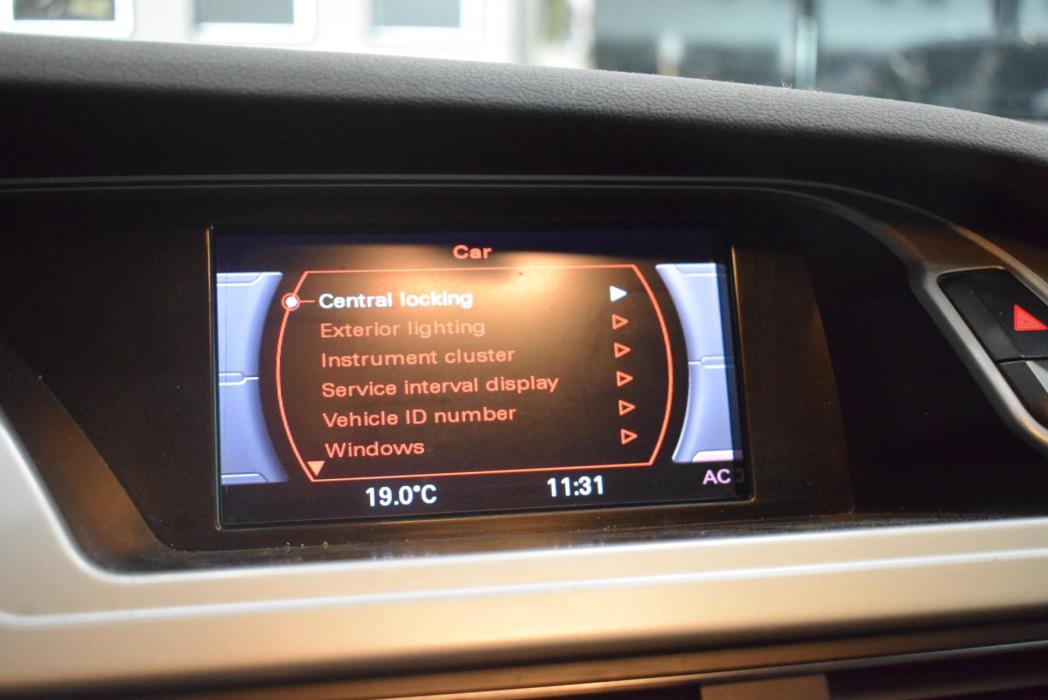 Car
Central locking
Exterior lighting
Instrument cluster
Service interval display
Vehicle ID number
Windows
19.0°C 11:31 AC